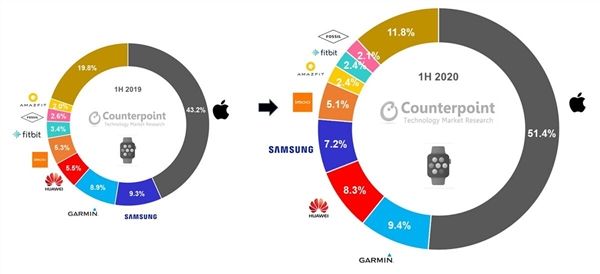 1H 2019
Counterpoint
Technology Market Research
43.2%
9.3%
8.9%
5.5%
5.3%
3.4%
2.6%
2.0%
19.8%
SAMSUNG
GARMIN
HUAWEI
fitbit
FOSSIL
AMAZFIT
1H 2020
Counterpoint
Technology Market Research
51.4%
9.4%
8.3%
7.2%
5.1%
2.4%
2.4%
2.1%
11.8%
GARMIN
HUAWEI
SAMSUNG
AMAZFIT
fitbit
FOSSIL